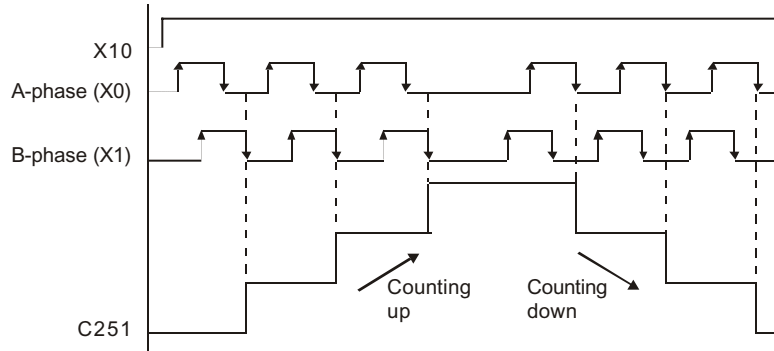 X10
A-phase (X0)
B-phase (X1)
Counting
up
Counting
down
C251